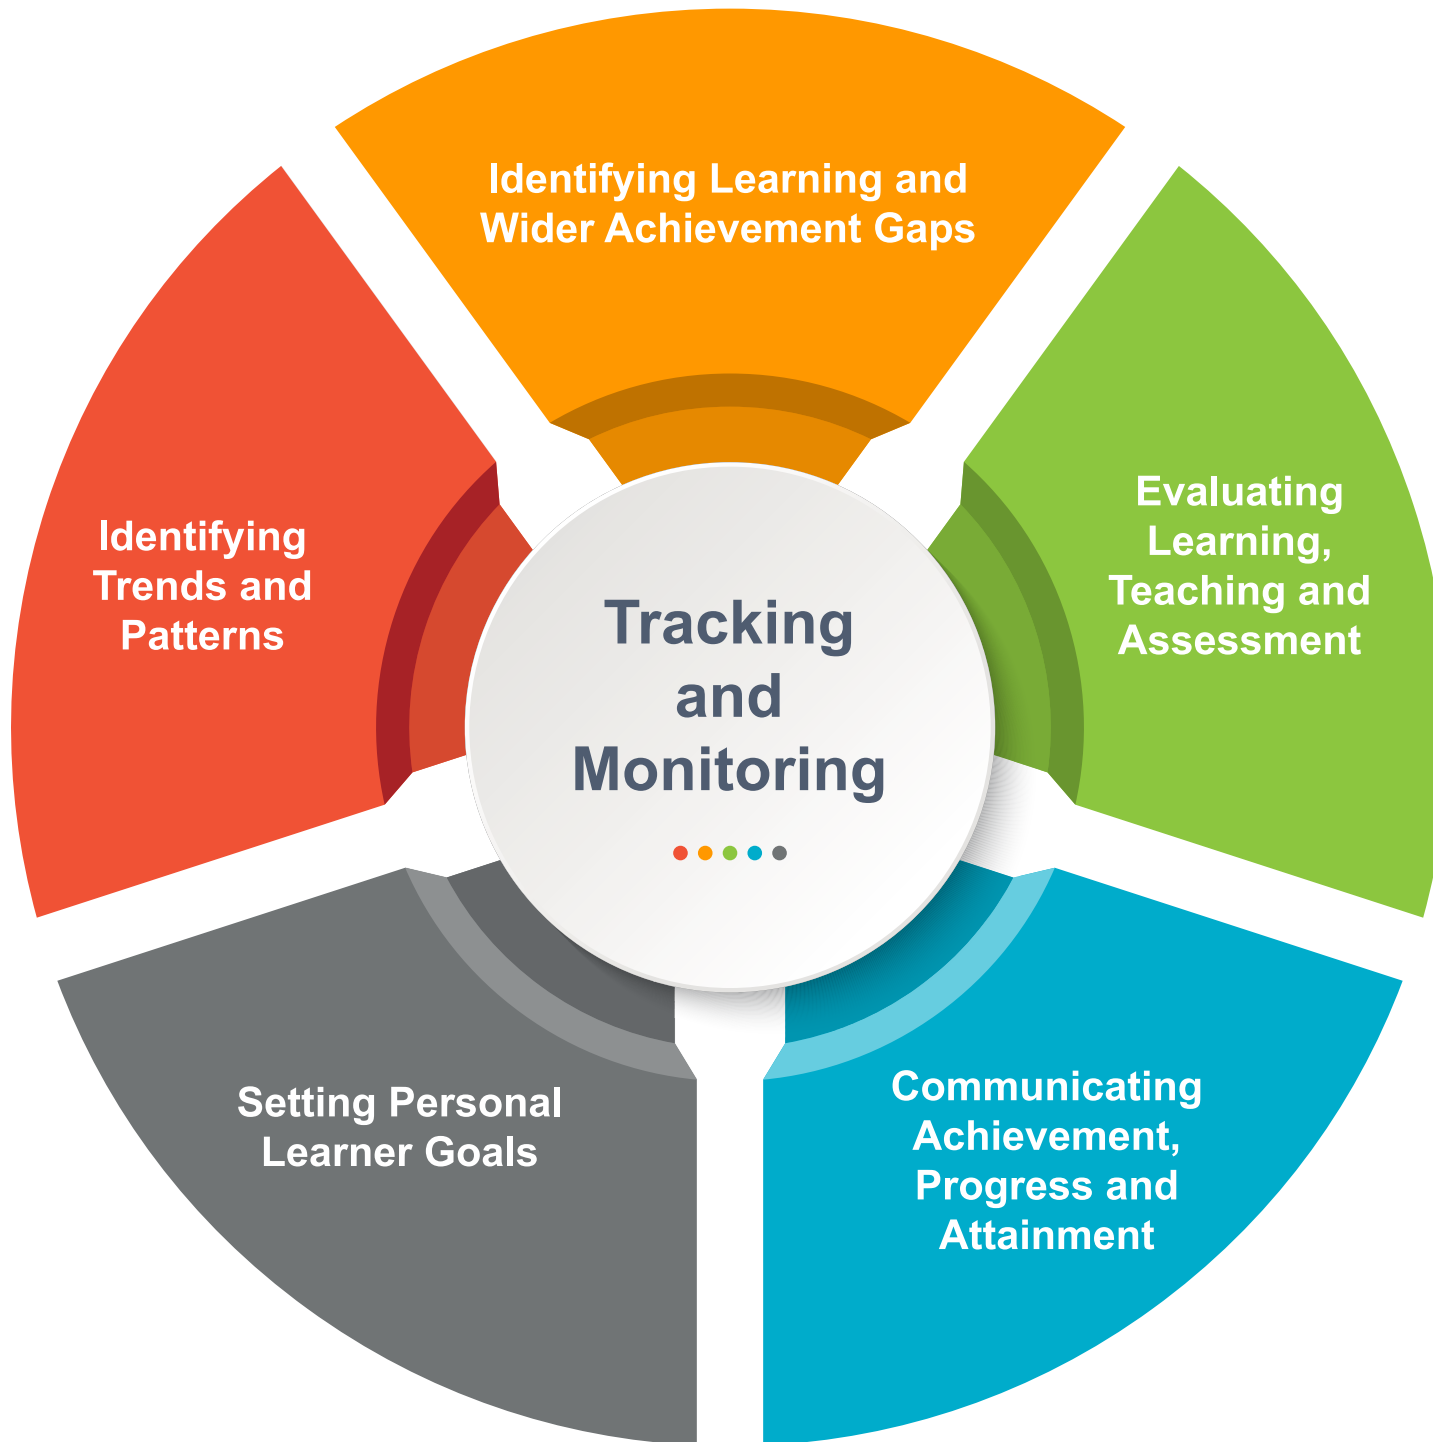 Identifying Learning and
Wider Achievement Gaps
Evaluating
Learning,
Teaching and
Assessment
Communicating
Achievement,
Progress and
Attainment
Setting Personal
Learner Goals
Identifying
Trends and
Patterns
Tracking
and
Monitoring